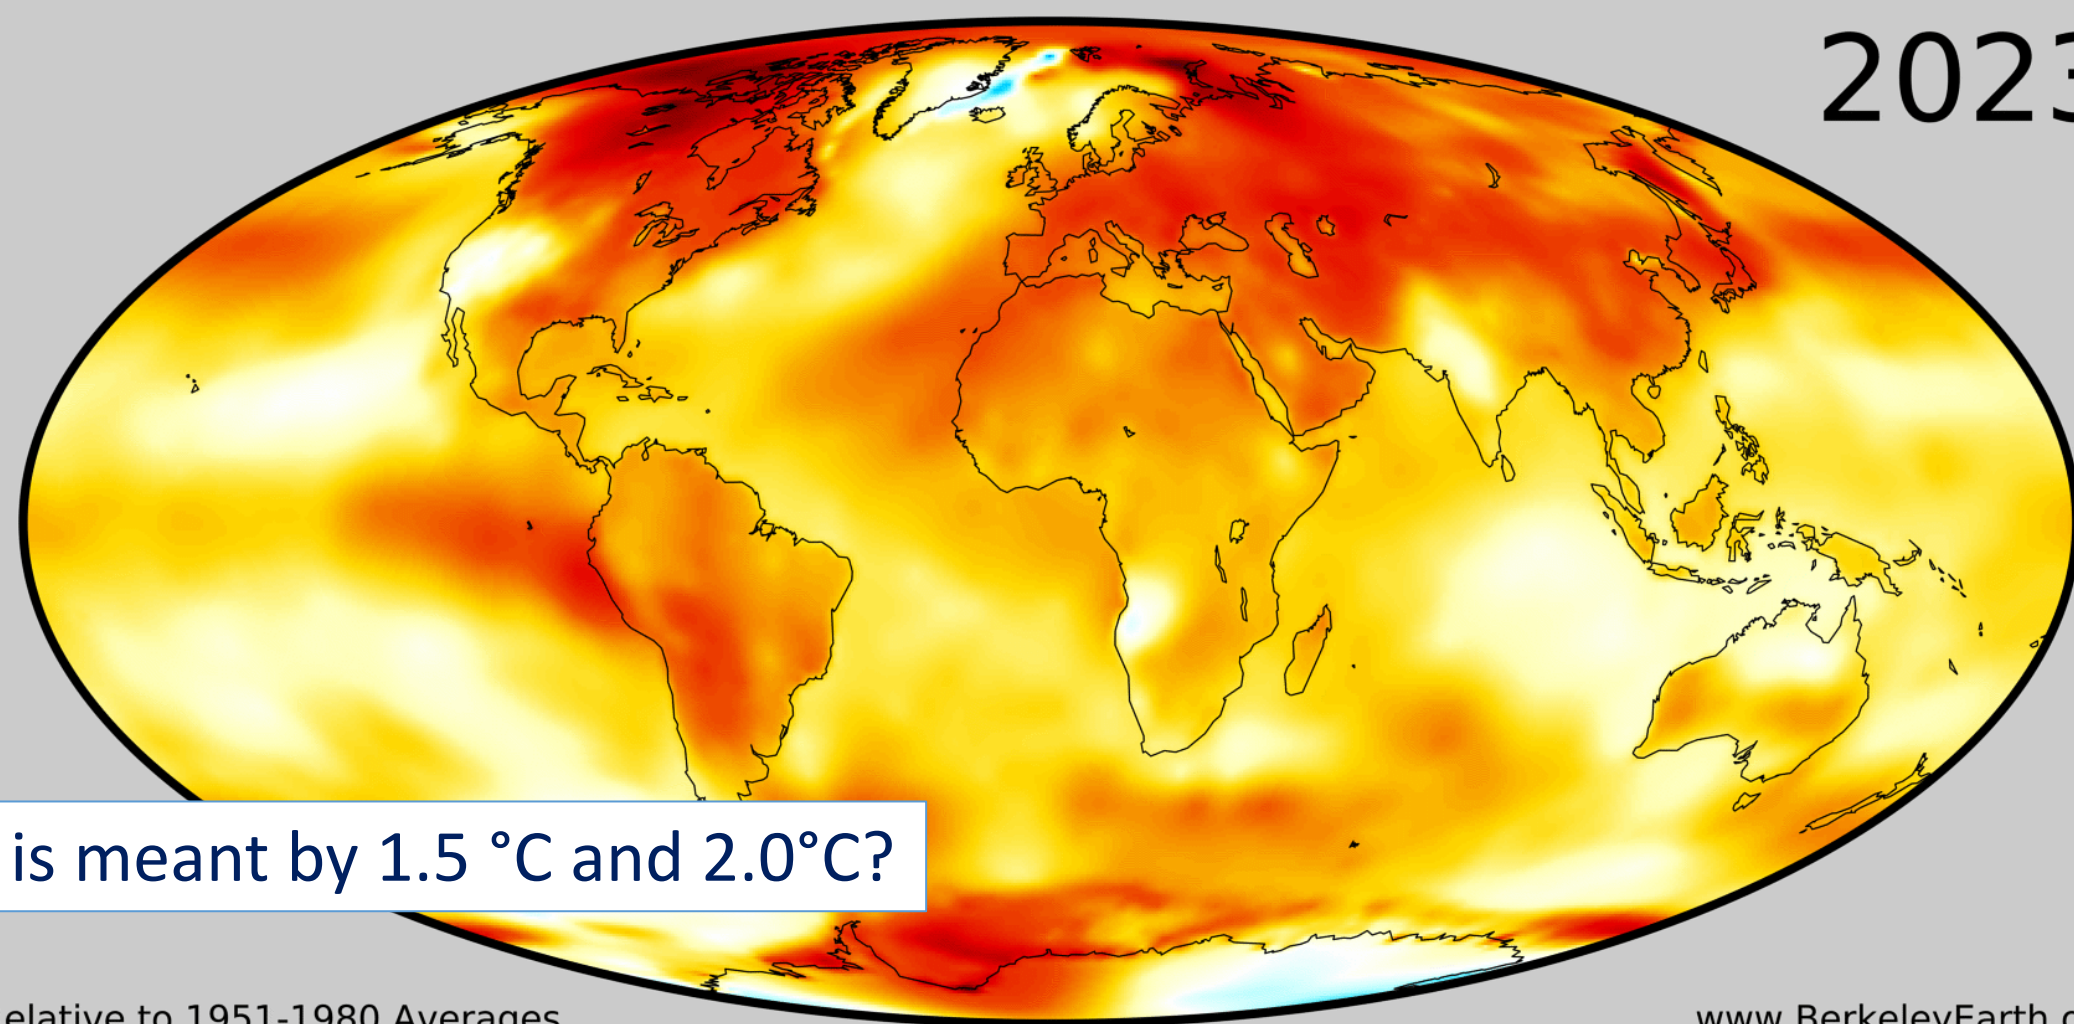 2023
is meant by 1.5 °C and 2.0°C?
elative to 1951-1980 Averages
www.BerkeleyEarth.o